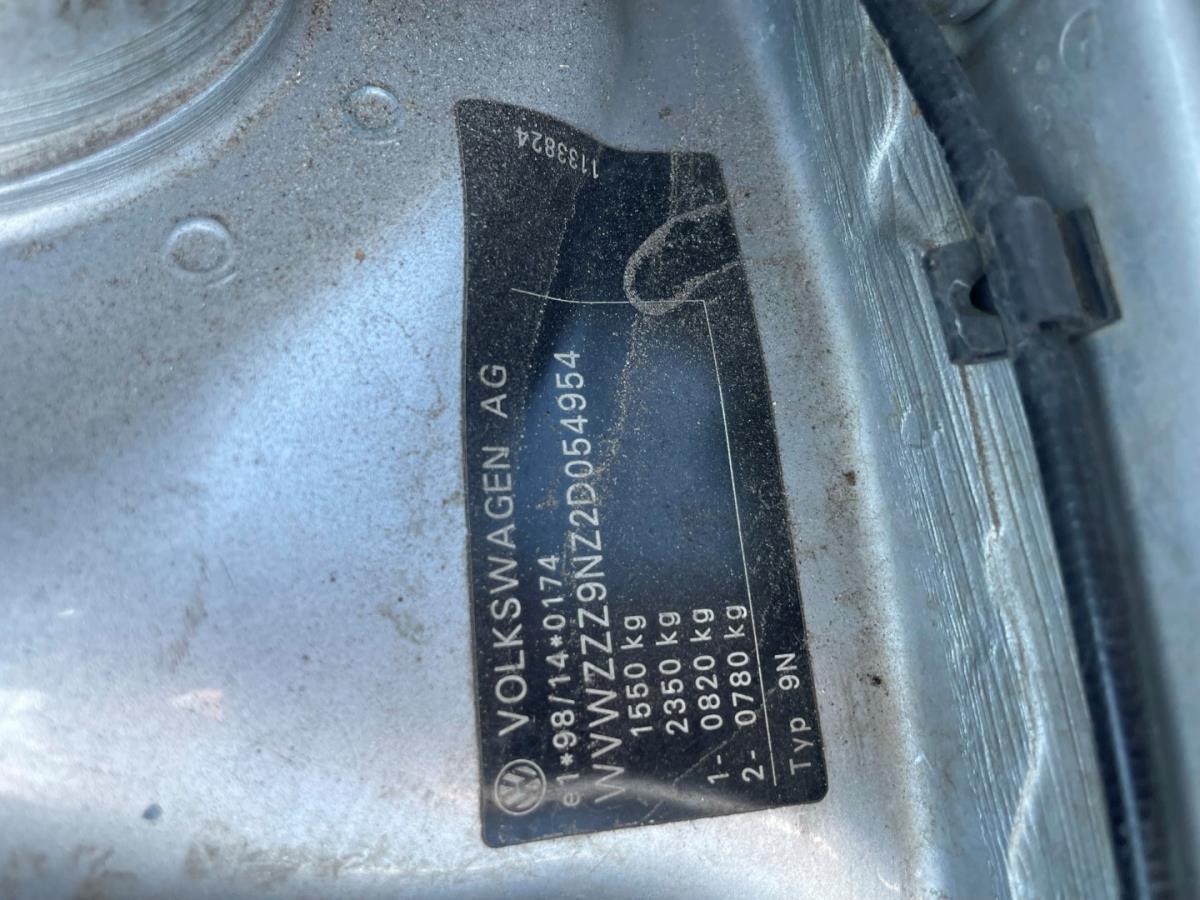 VOLKSWAGEN AG
e1*98/14*0174
WVWZZZ9NZ2D054954
1550 kg
2350 kg
1- 0820 kg
2- 0780 kg
Typ 9N
1133824